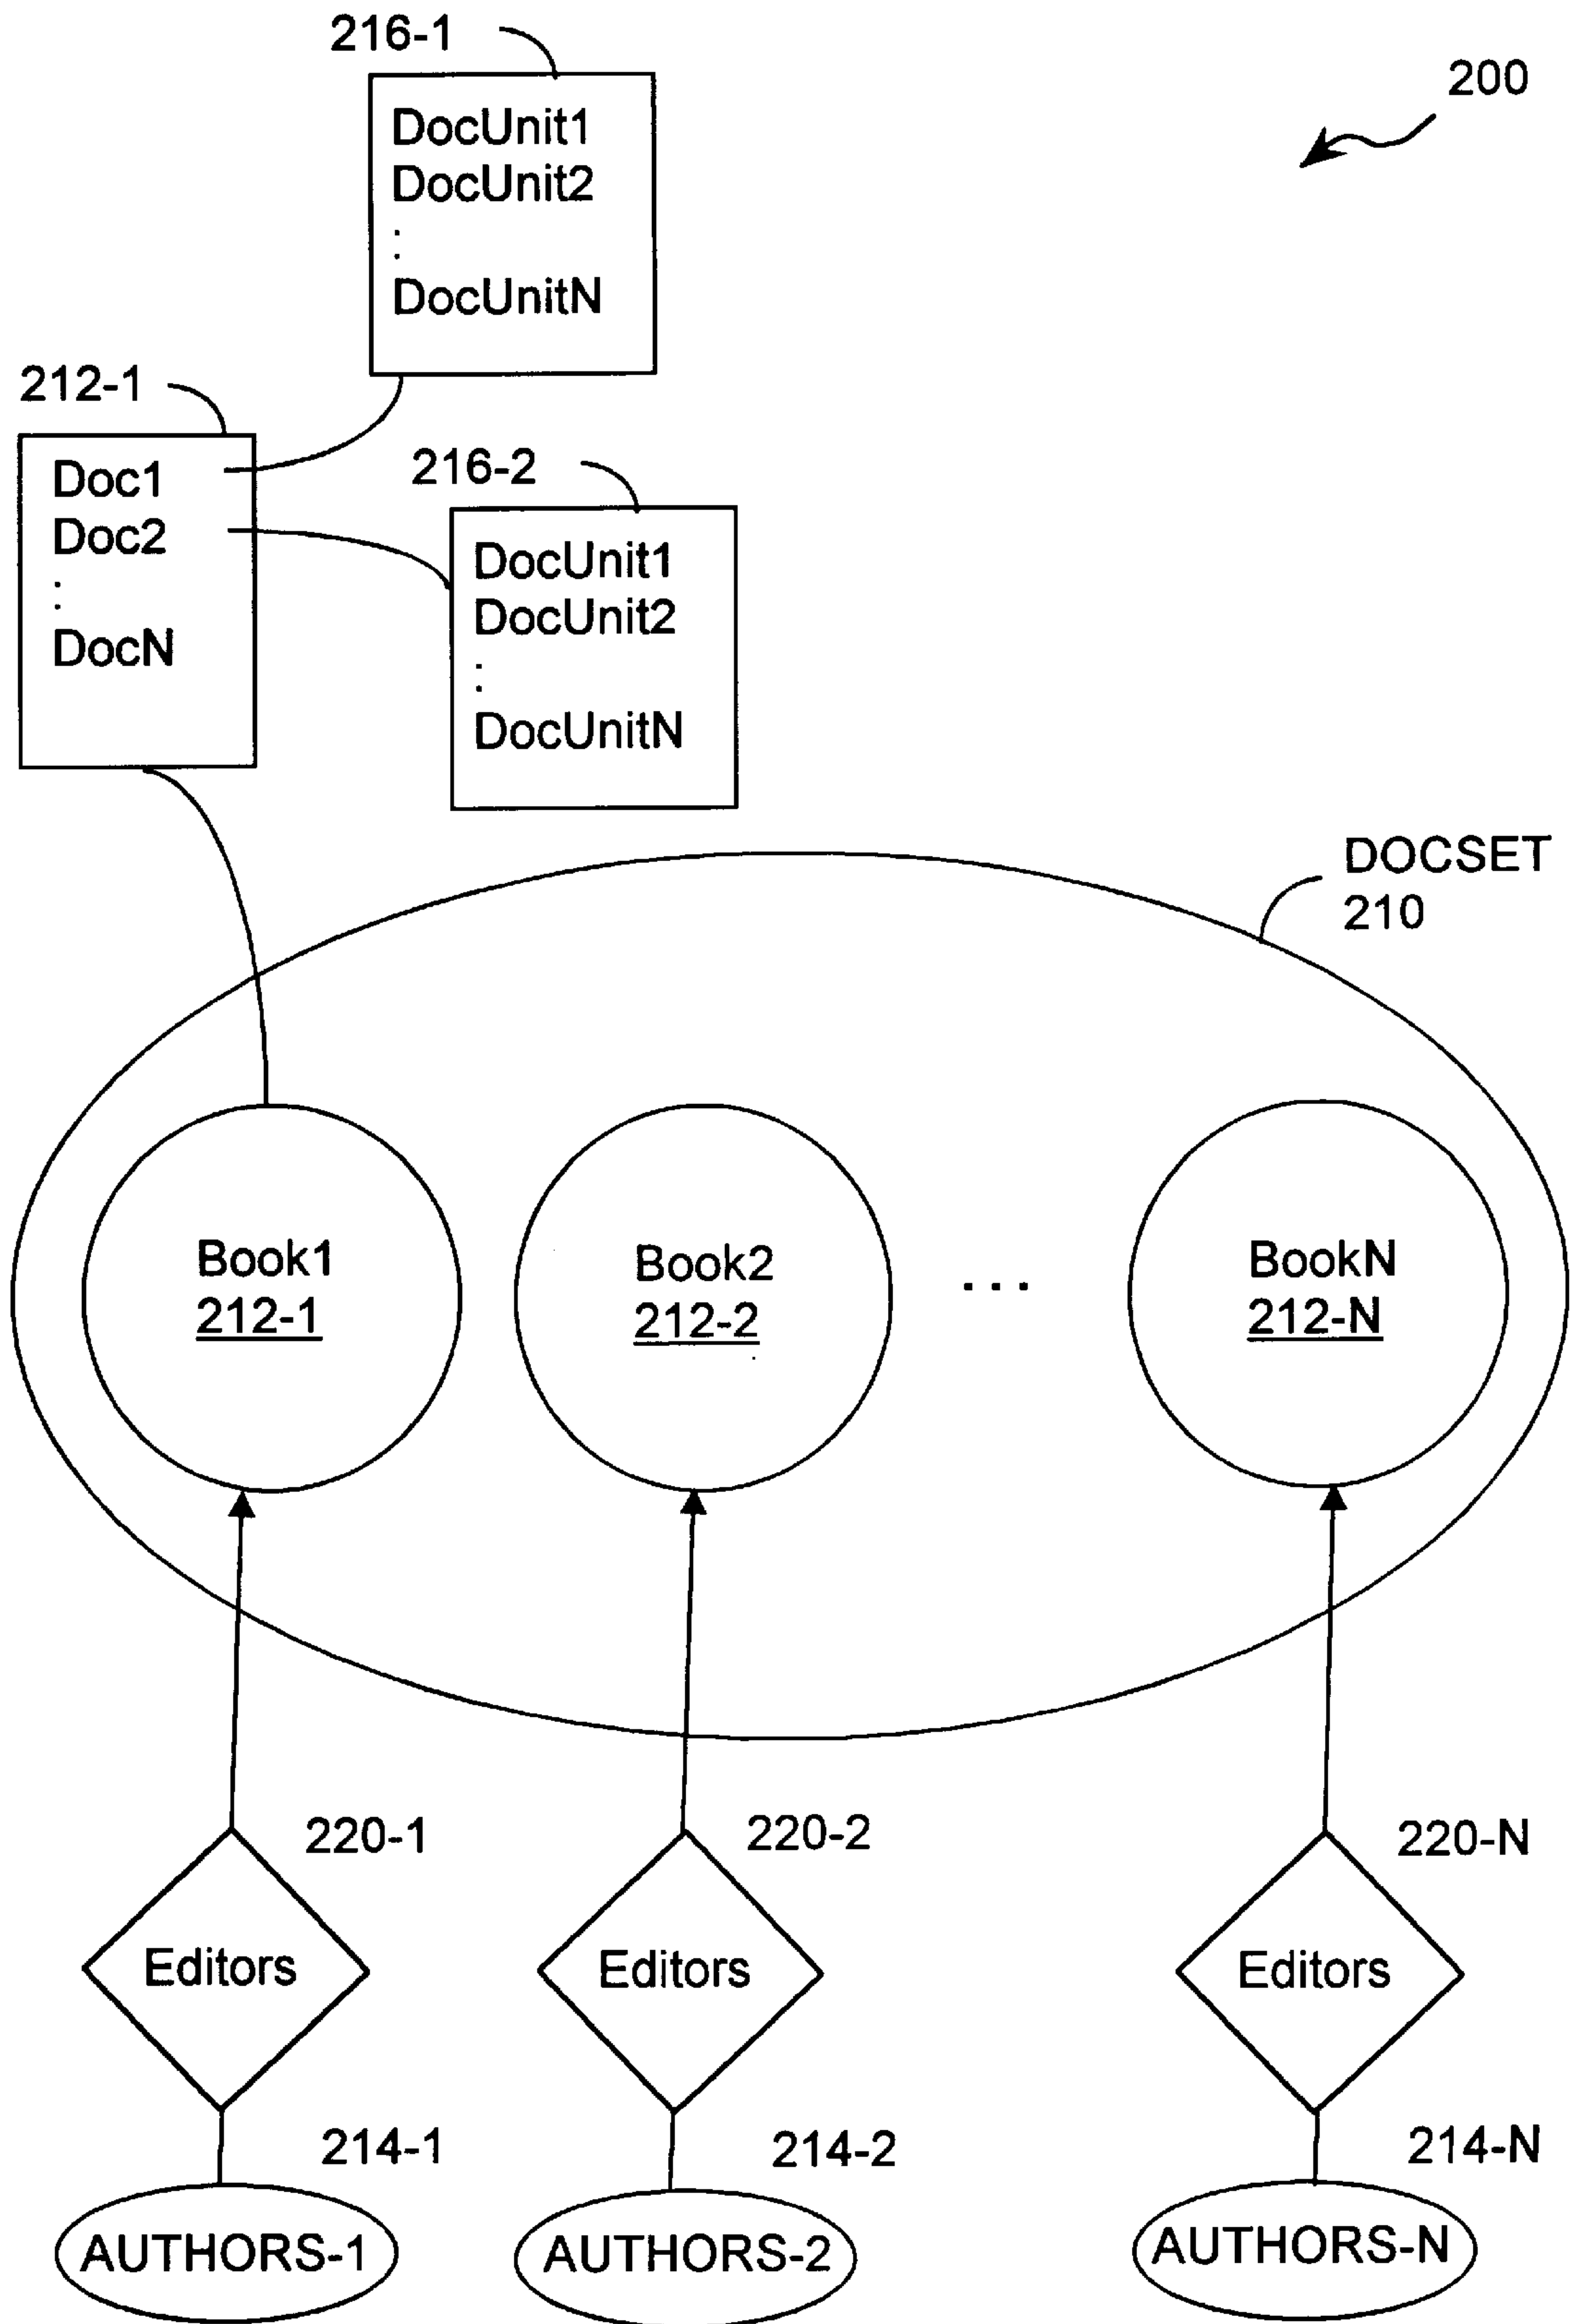 216-1
200
DocUnit1
DocUnit2
.
.
DocUnitN
212-1
Doc1
Doc2
.
.
DocN
216-2
DocUnit1
DocUnit2
.
.
DocUnitN
DOCSET
210
Book1
212-1
Book2
212-2
...
BookN
212-N
220-1
220-2
220-N
Editors
Editors
Editors
214-1
214-2
214-N
AUTHORS-1
AUTHORS-2
AUTHORS-N